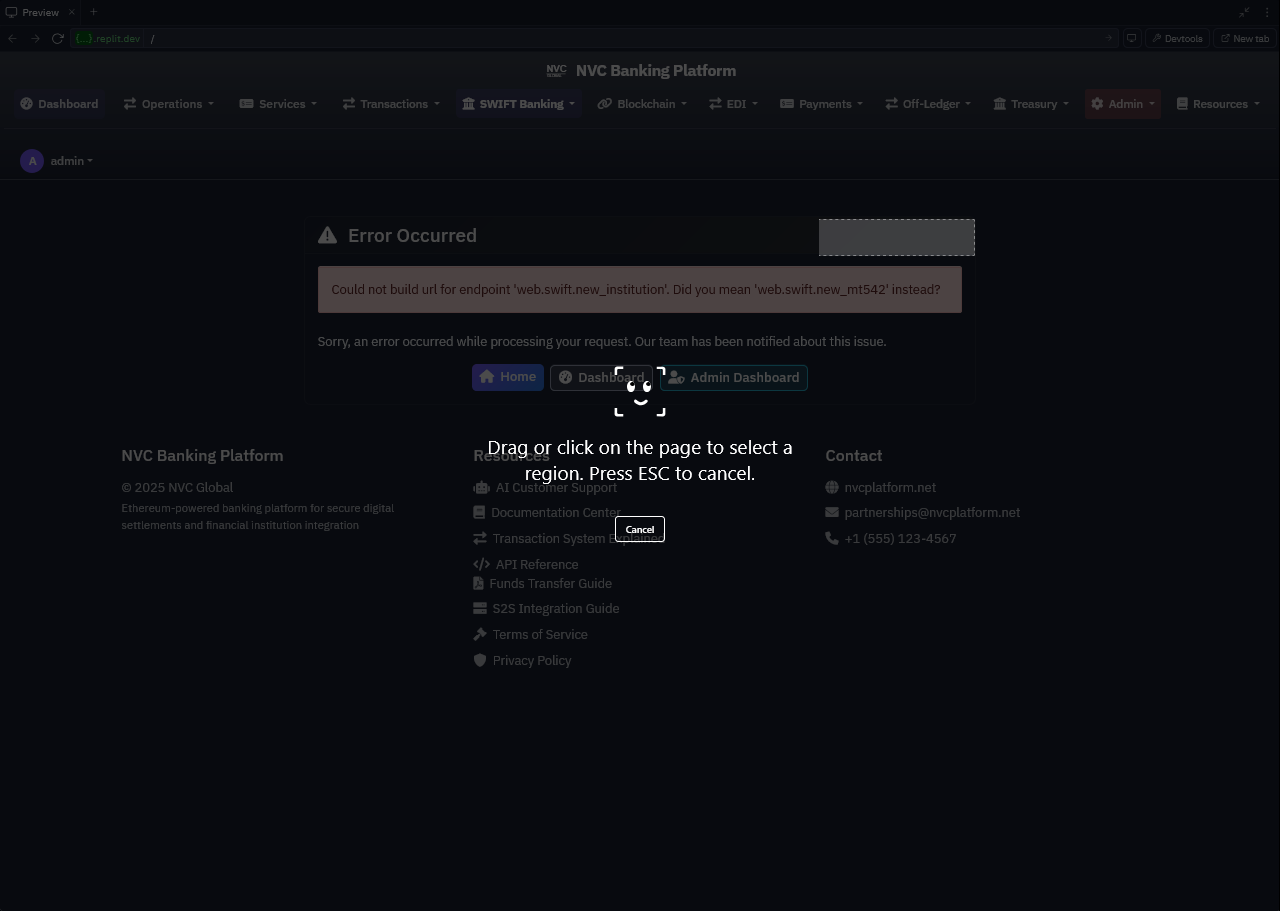 Preview
{...}.replit.dev /
Devtools
New tab
NVC
NVC Banking Platform
Dashboard
Operations
Services
Transactions
SWIFT Banking
Blockchain
EDI
Payments
Off-Ledger
Treasury
Admin
Resources
A admin
Error Occurred
Could not build url for endpoint 'web.swift.new_institution'. Did you mean 'web.swift.new_mt542' instead?
Sorry, an error occurred while processing your request. Our team has been notified about this issue.
Home
Dashboard
Admin Dashboard
Drag or click on the page to select a
region. Press ESC to cancel.
Cancel
NVC Banking Platform
© 2025 NVC Global
Ethereum-powered banking platform for secure digital
settlements and financial institution integration
Resources
AI Customer Support
Documentation Center
Transaction System Explained
API Reference
Funds Transfer Guide
S2S Integration Guide
Terms of Service
Privacy Policy
Contact
nvcplatform.net
partnerships@nvcplatform.net
+1 (555) 123-4567